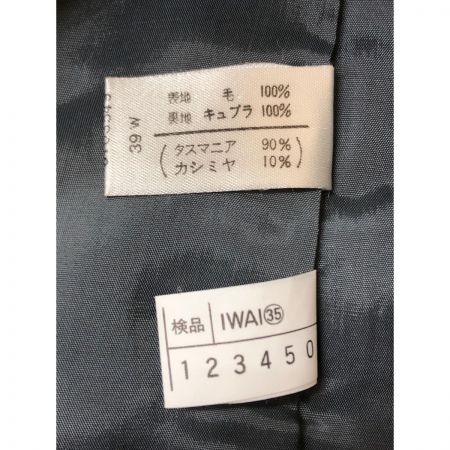 表地 毛 100%
裏地 キュプラ 100%
(タスマニア 90%
カシミヤ 10%)
39W
検品 IWAI㉟
1 2 3 4 5 0